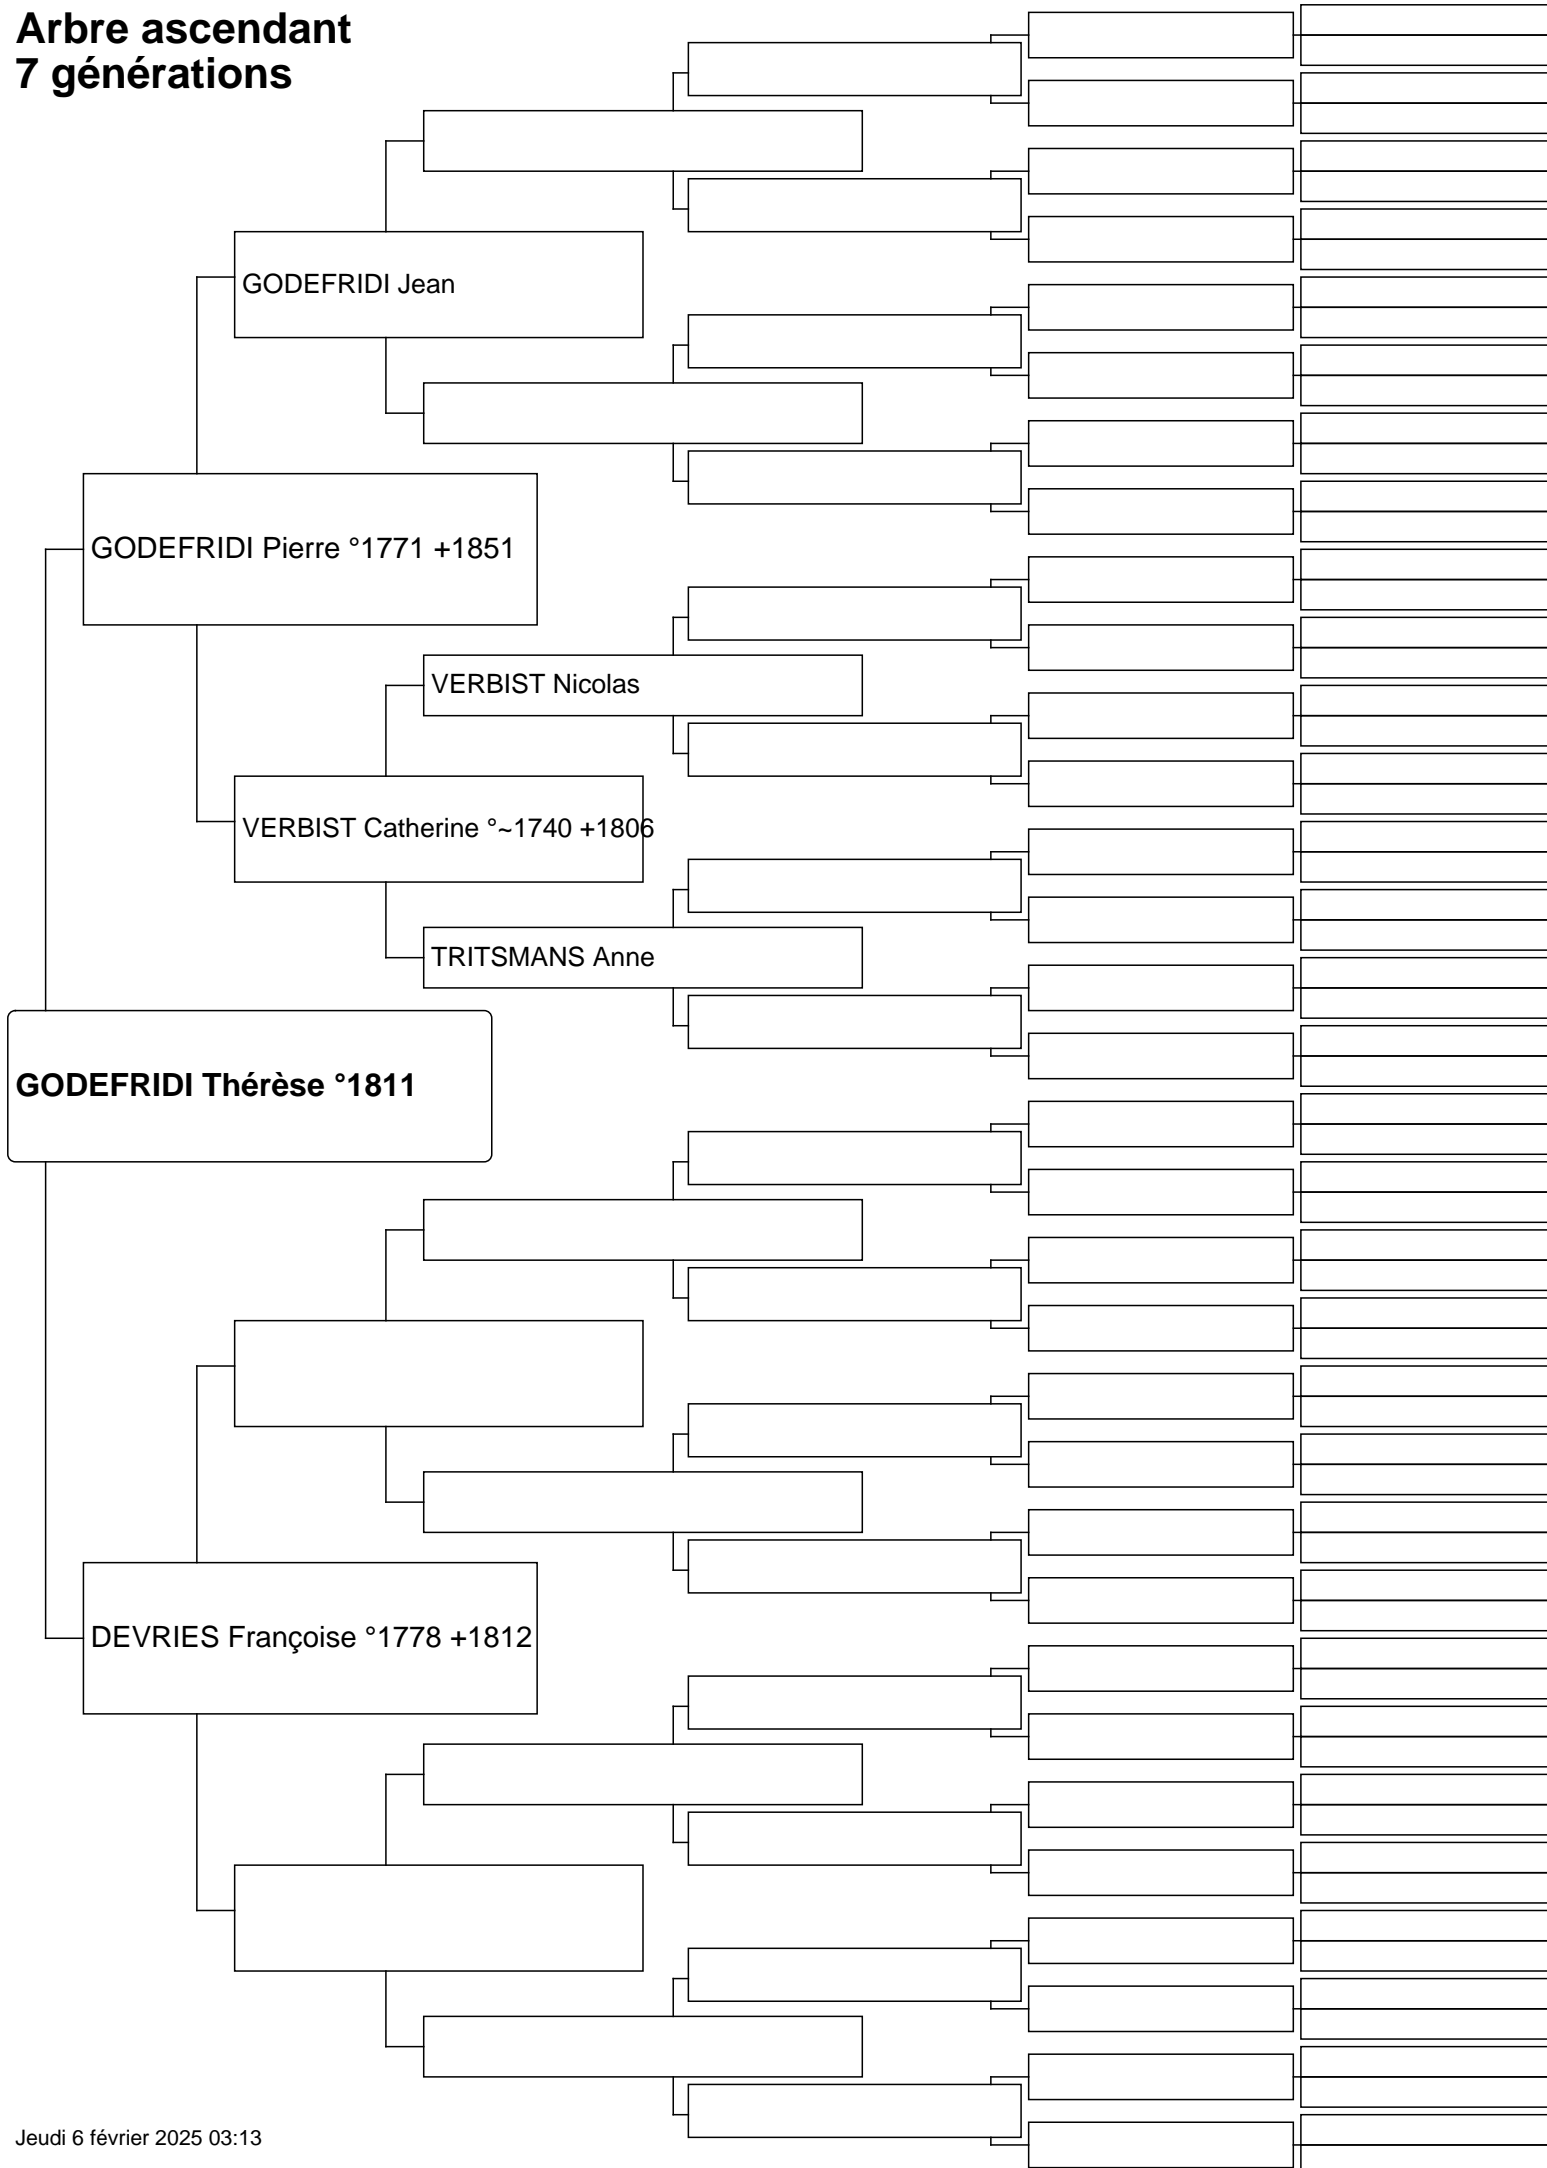 Arbre ascendant
7 générations
GODEFRIDI Jean
GODEFRIDI Pierre °1771 +1851
VERBIST Nicolas
VERBIST Catherine °~1740 +1806
TRITSMANS Anne
GODEFRIDI Thérèse °1811
DEVRIES Françoise °1778 +1812
Jeudi 6 février 2025 03:13